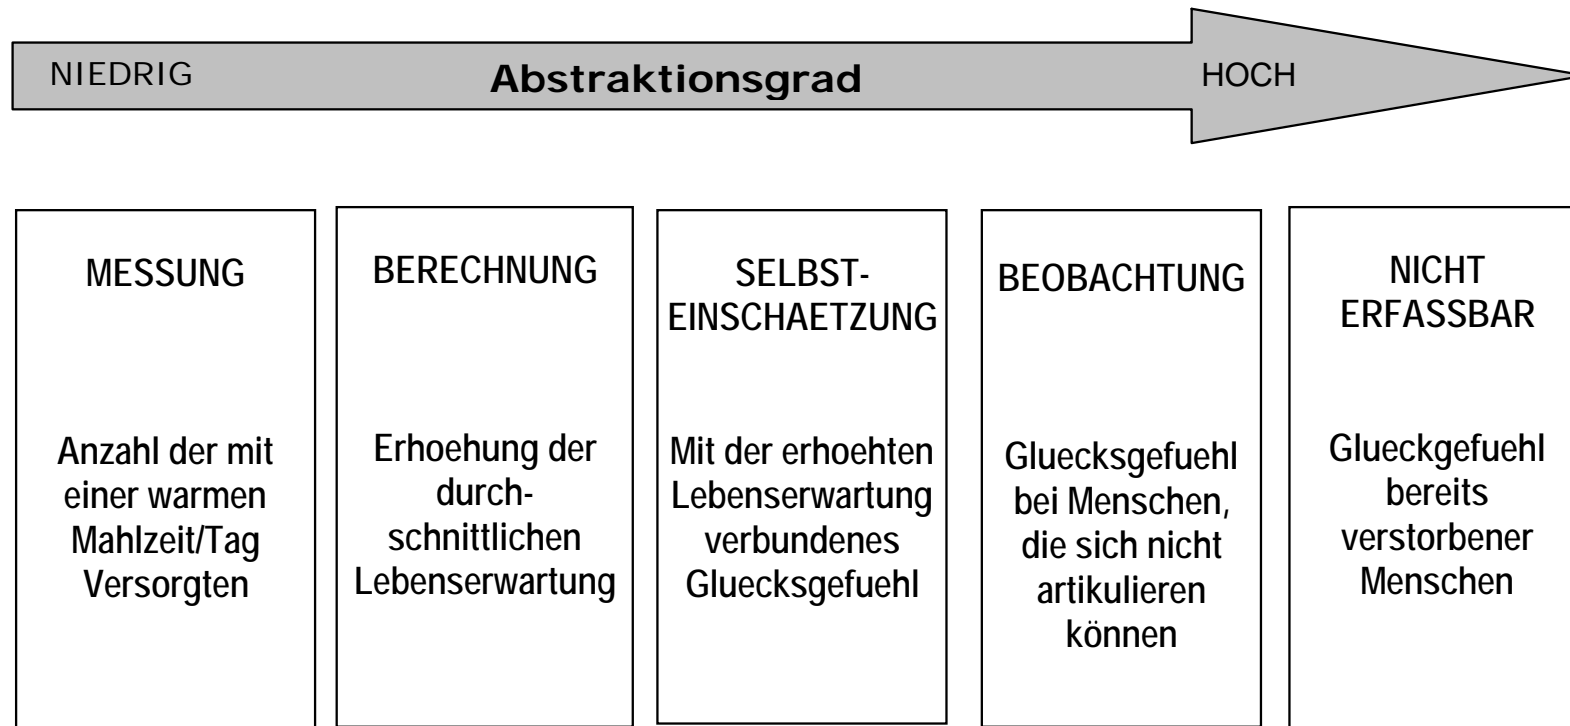 NIEDRIG Abstraktionsgrad HOCH
MESSUNG
Anzahl der mit
einer warmen
Mahlzeit/Tag
Versorgten
BERECHNUNG
Erhoehung der
durch-
schnittlichen
Lebenserwartung
SELBST-
EINSCHAETZUNG
Mit der erhoehten
Lebenserwartung
verbundenes
Gluecksgefuehl
BEOBACHTUNG
Gluecksgefuehl
bei Menschen,
die sich nicht
artikulieren
können
NICHT
ERFASSBAR
Glueckgefuehl
bereits
verstorbener
Menschen